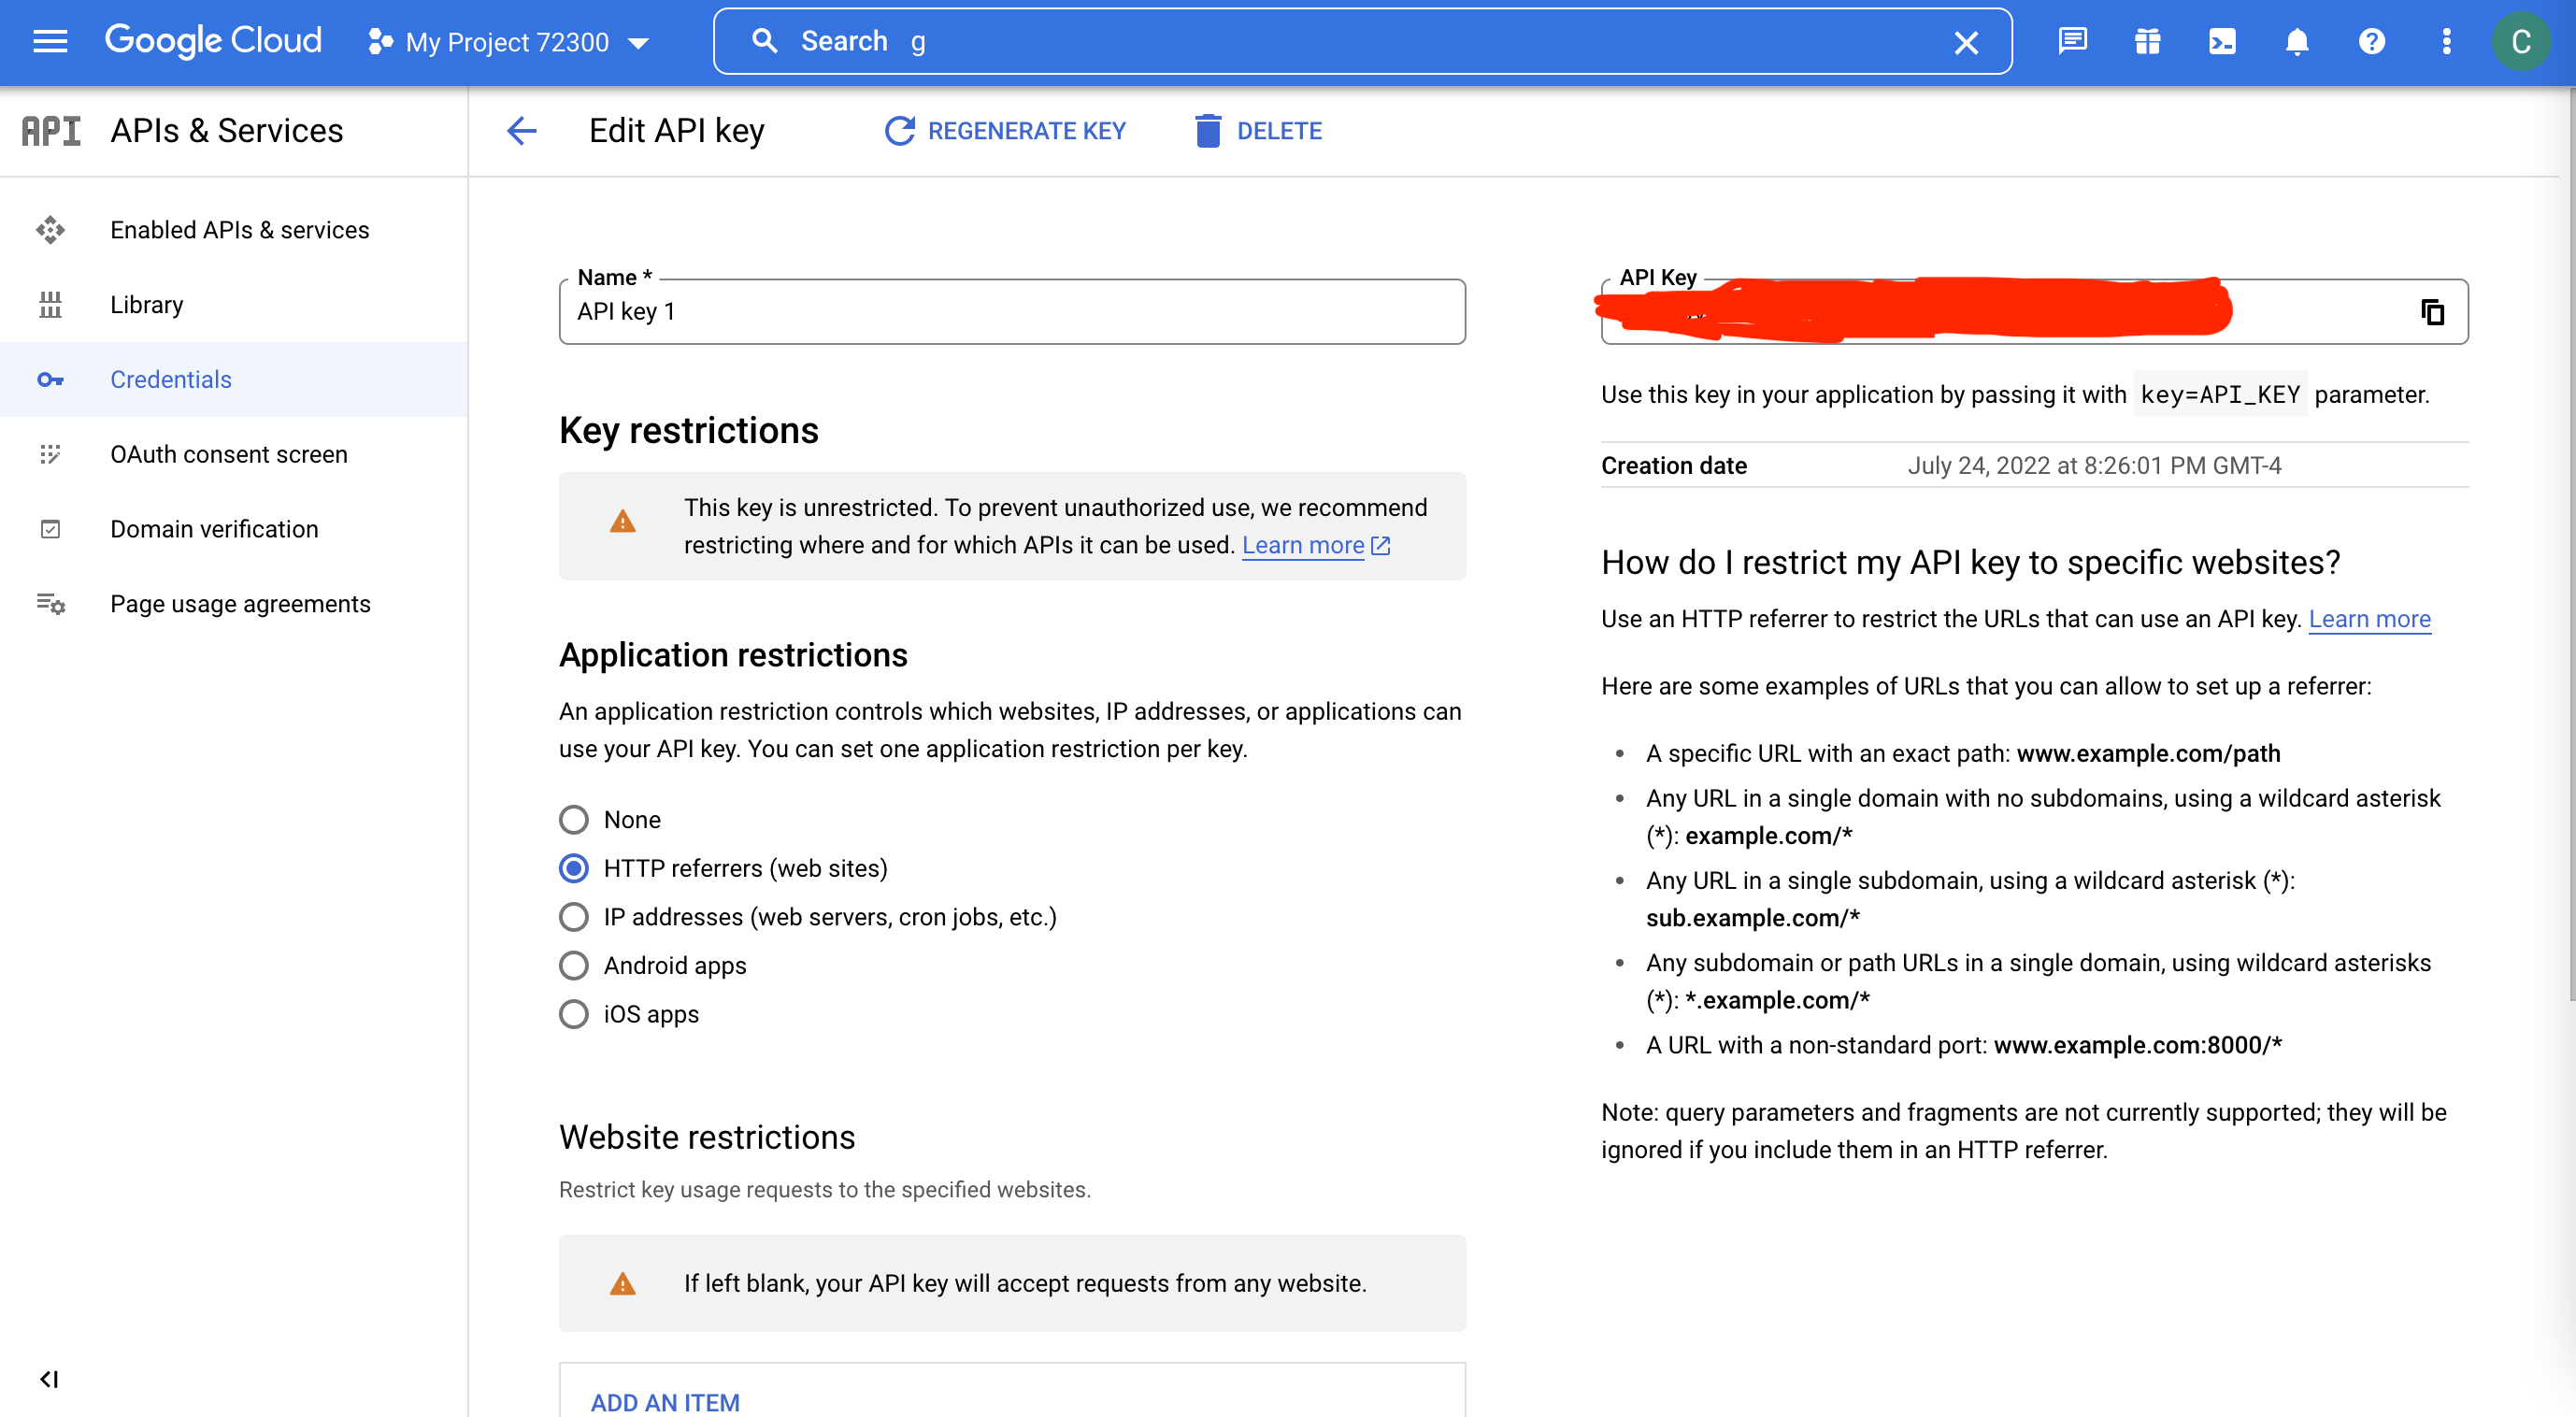 Google Cloud
My Project 72300
Search g
C
API APIs & Services
Edit API key
REGENERATE KEY
DELETE
Enabled APIs & services
Library
Credentials
OAuth consent screen
Domain verification
Page usage agreements
Name *
API key 1
Key restrictions
This key is unrestricted. To prevent unauthorized use, we recommend
restricting where and for which APIs it can be used. Learn more
Application restrictions
An application restriction controls which websites, IP addresses, or applications can
use your API key. You can set one application restriction per key.
None
HTTP referrers (web sites)
IP addresses (web servers, cron jobs, etc.)
Android apps
iOS apps
Website restrictions
Restrict key usage requests to the specified websites.
If left blank, your API key will accept requests from any website.
ADD AN ITEM
API Key
Use this key in your application by passing it with key=API_KEY parameter.
Creation date July 24, 2022 at 8:26:01 PM GMT-4
How do I restrict my API key to specific websites?
Use an HTTP referrer to restrict the URLs that can use an API key. Learn more
Here are some examples of URLs that you can allow to set up a referrer:
• A specific URL with an exact path: www.example.com/path
• Any URL in a single domain with no subdomains, using a wildcard asterisk
(*): example.com/*
• Any URL in a single subdomain, using a wildcard asterisk (*):
sub.example.com/*
• Any subdomain or path URLs in a single domain, using wildcard asterisks
(*): *.example.com/*
• A URL with a non-standard port: www.example.com:8000/*
Note: query parameters and fragments are not currently supported; they will be
ignored if you include them in an HTTP referrer.